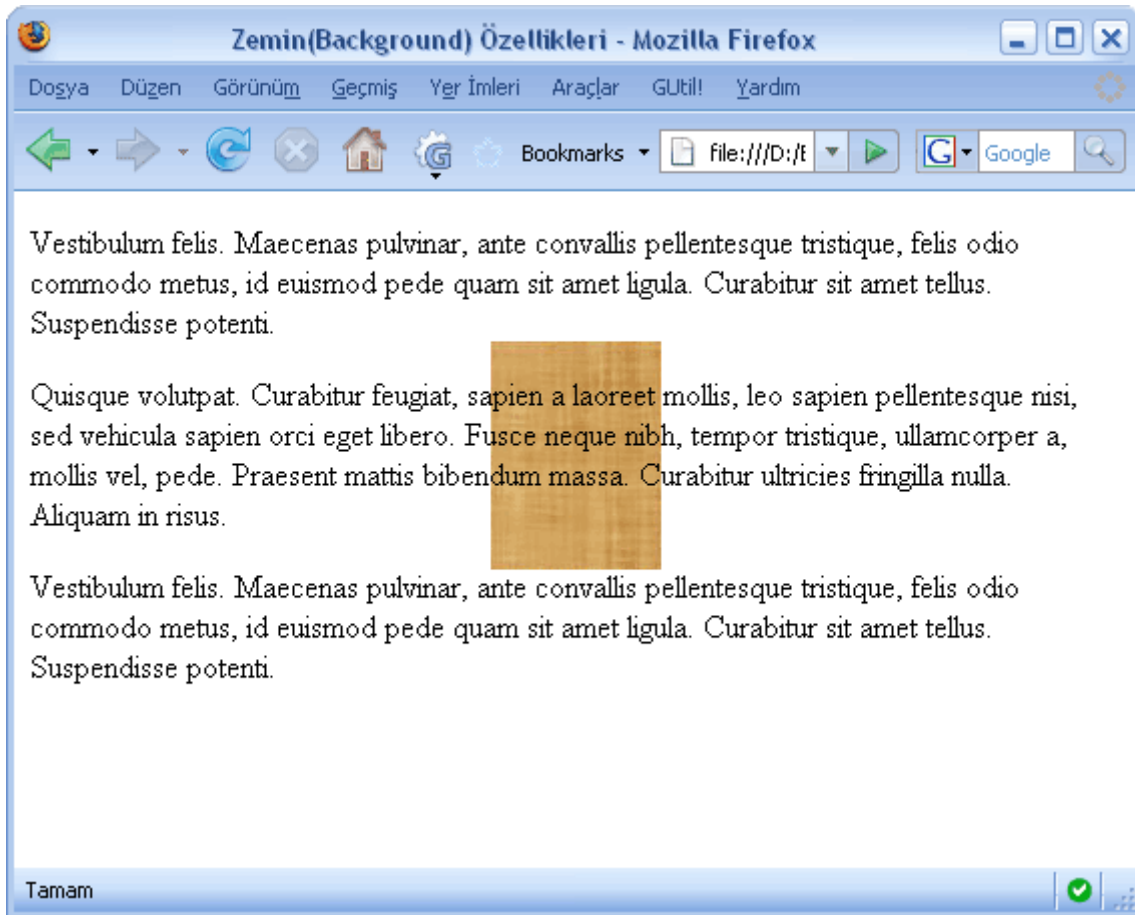 Zemin(Background) Özellikleri - Mozilla Firefox
Dosya Düzen Görünüm Geçmiş Yer İmleri Araçlar GUtil! Yardım
G Bookmarks file:///D:/E G Google
Vestibulum felis. Maecenas pulvinar, ante convallis pellentesque tristique, felis odio
commodo metus, id euismod pede quam sit amet ligula. Curabitur sit amet tellus.
Suspendisse potenti.
Quisque volutpat. Curabitur feugiat, sapien a laoreet mollis, leo sapien pellentesque nisi,
sed vehicula sapien orci eget libero. Fusce neque nibh, tempor tristique, ullamcorper a,
mollis vel, pede. Praesent mattis bibendum massa. Curabitur ultricies fringilla nulla.
Aliquam in risus.
Vestibulum felis. Maecenas pulvinar, ante convallis pellentesque tristique, felis odio
commodo metus, id euismod pede quam sit amet ligula. Curabitur sit amet tellus.
Suspendisse potenti.
Tamam